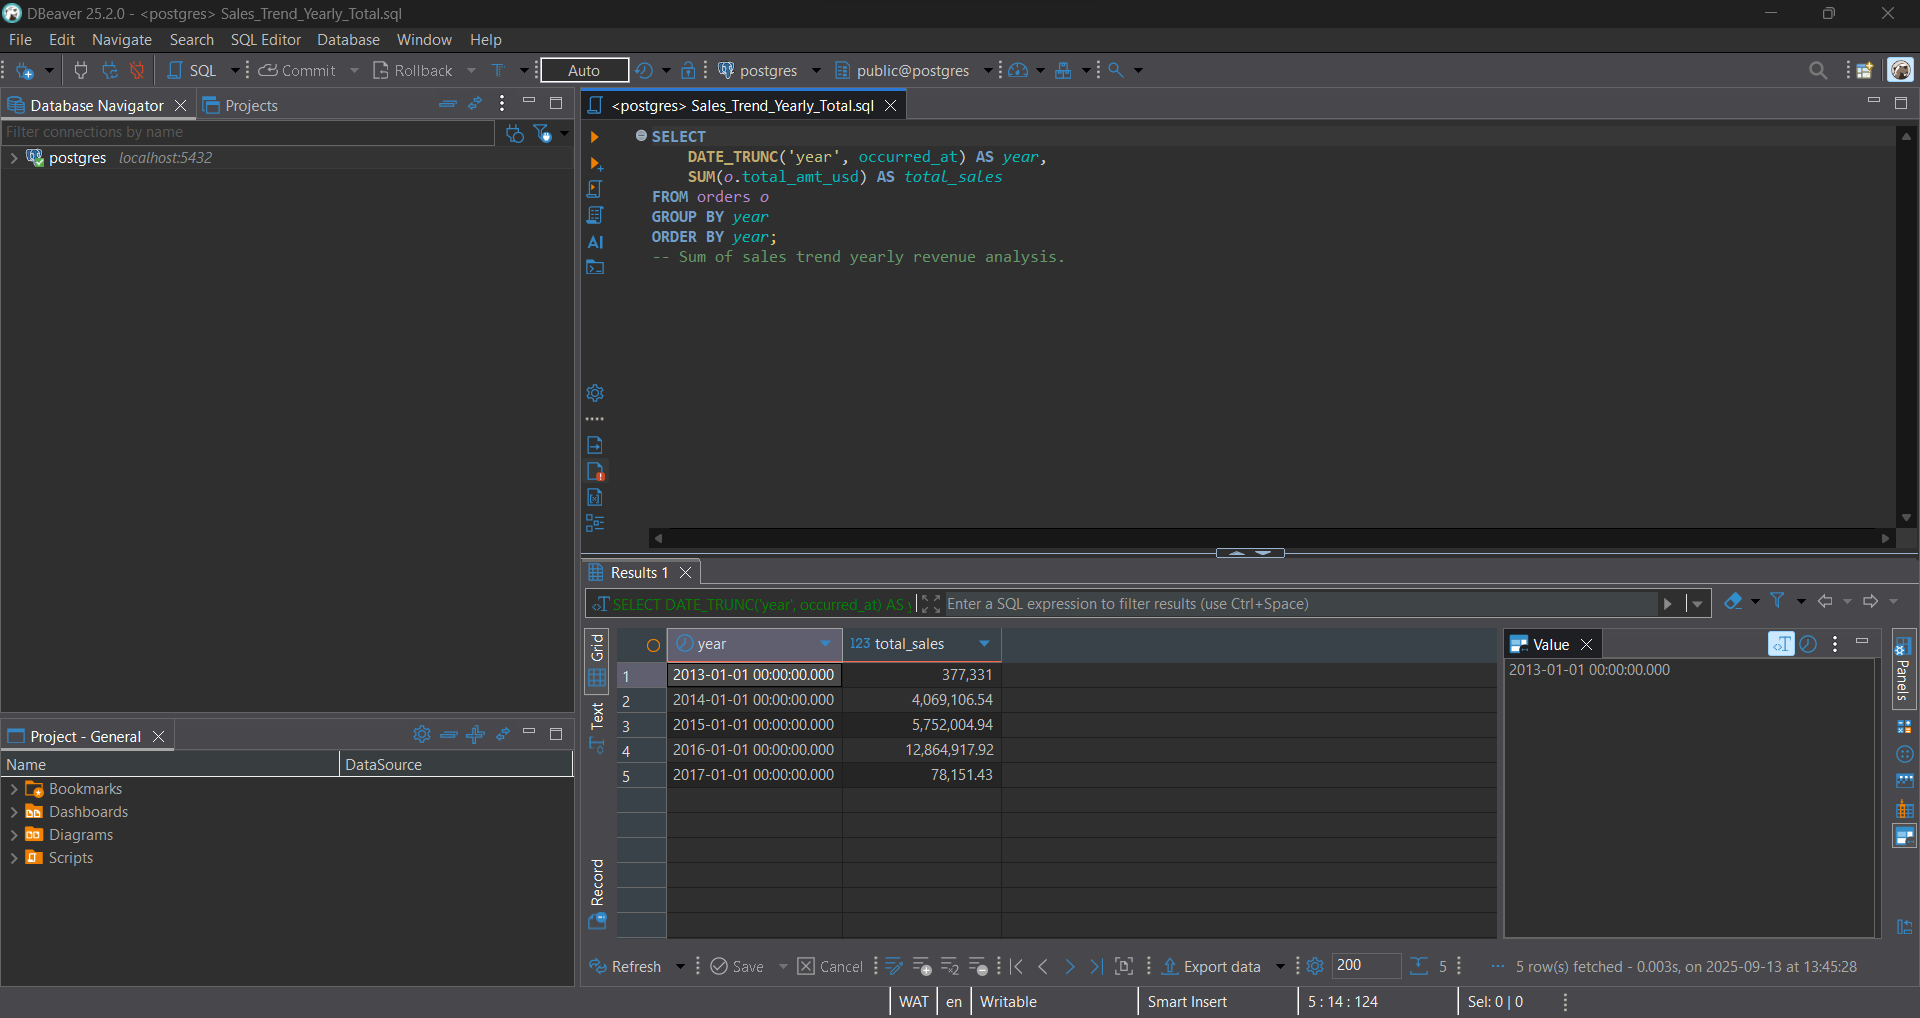 DBeaver 25.2.0 - <postgres> Sales_Trend_Yearly_Total.sql
File Edit Navigate Search SQL Editor Database Window Help
SQL Commit Rollback T Auto postgres public@postgres
Database Navigator Projects
Filter connections by name
postgres localhost:5432
<postgres> Sales_Trend_Yearly_Total.sql
SELECT
DATE_TRUNC('year', occurred_at) AS year,
SUM(o.total_amt_usd) AS total_sales
FROM orders o
GROUP BY year
ORDER BY year;
-- Sum of sales trend yearly revenue analysis.
AI
Project - General
Name DataSource
Bookmarks
Dashboards
Diagrams
Scripts
Results 1
SELECT DATE_TRUNC('year', occurred_at) AS Enter a SQL expression to filter results (use Ctrl+Space)
Grid
Text
Record
year 123 total_sales
1 2013-01-01 00:00:00.000 377,331
2 2014-01-01 00:00:00.000 4,069,106.54
3 2015-01-01 00:00:00.000 5,752,004.94
4 2016-01-01 00:00:00.000 12,864,917.92
5 2017-01-01 00:00:00.000 78,151.43
Value
2013-01-01 00:00:00.000
Panels
Refresh Save Cancel Export data 200 5 ··· 5 row(s) fetched - 0.003s, on 2025-09-13 at 13:45:28
WAT en Writable Smart Insert 5 : 14 : 124 Sel: 0 | 0